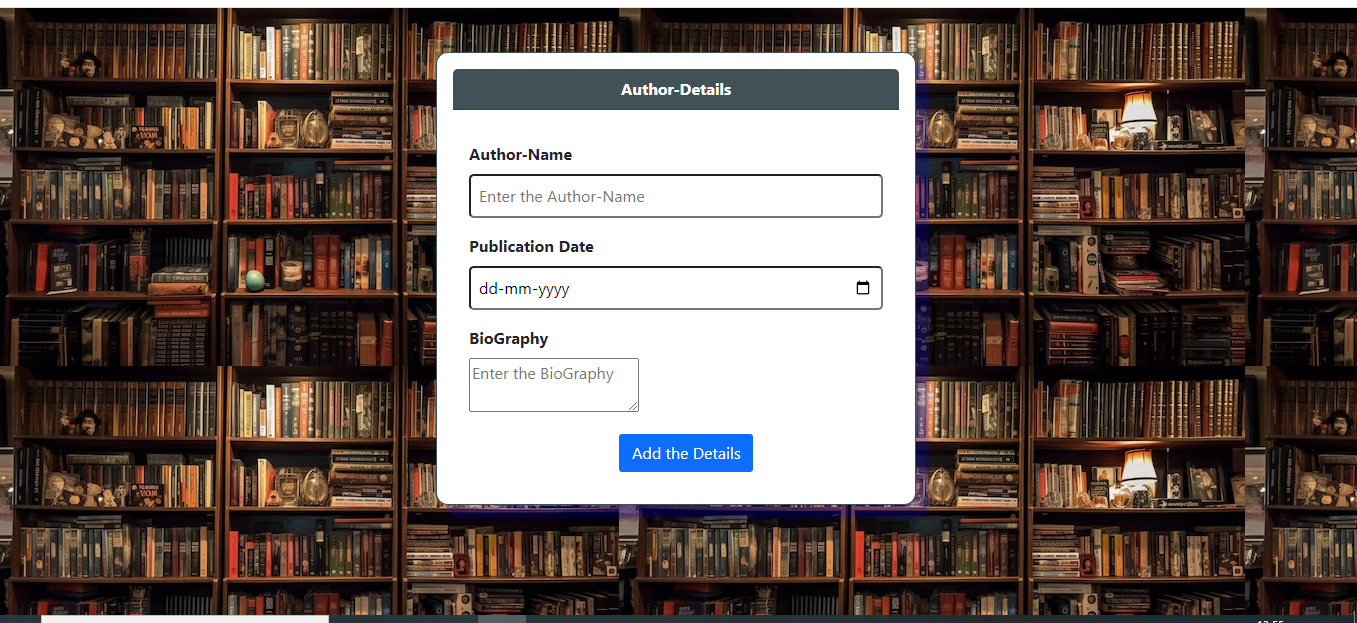 Author-Details
Author-Name
Enter the Author-Name
Publication Date
dd-mm-yyyy
BioGraphy
Enter the BioGraphy
Add the Details